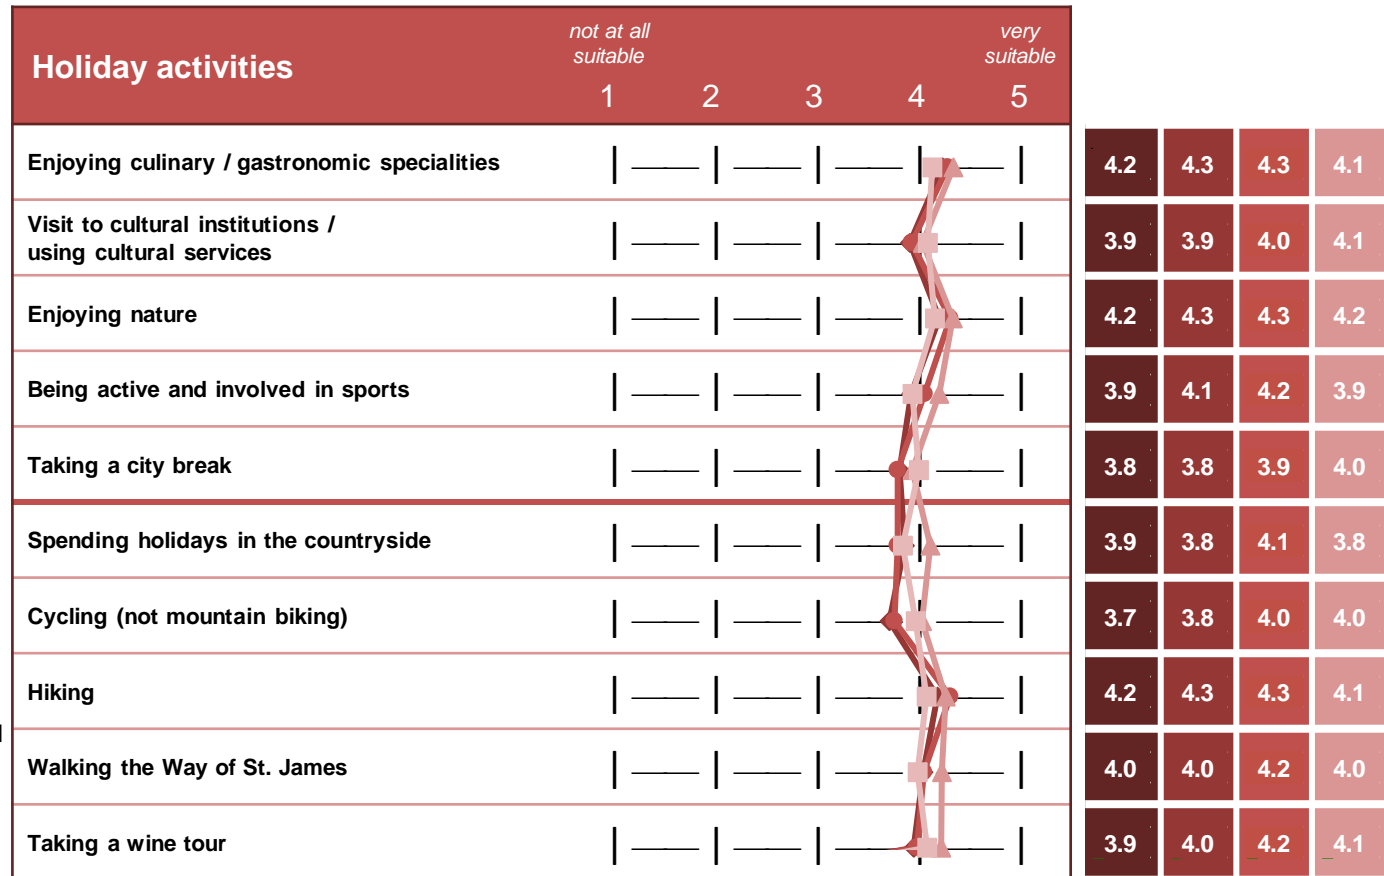 Holiday activities
not at all
suitable
very
suitable
1 2 3 4 5
Enjoying culinary / gastronomic specialities 4.2 4.3 4.3 4.1
Visit to cultural institutions /
using cultural services 3.9 3.9 4.0 4.1
Enjoying nature 4.2 4.3 4.3 4.2
Being active and involved in sports 3.9 4.1 4.2 3.9
Taking a city break 3.8 3.8 3.9 4.0
Spending holidays in the countryside 3.9 3.8 4.1 3.8
Cycling (not mountain biking) 3.7 3.8 4.0 4.0
Hiking 4.2 4.3 4.3 4.1
Walking the Way of St. James 4.0 4.0 4.2 4.0
Taking a wine tour 3.9 4.0 4.2 4.1